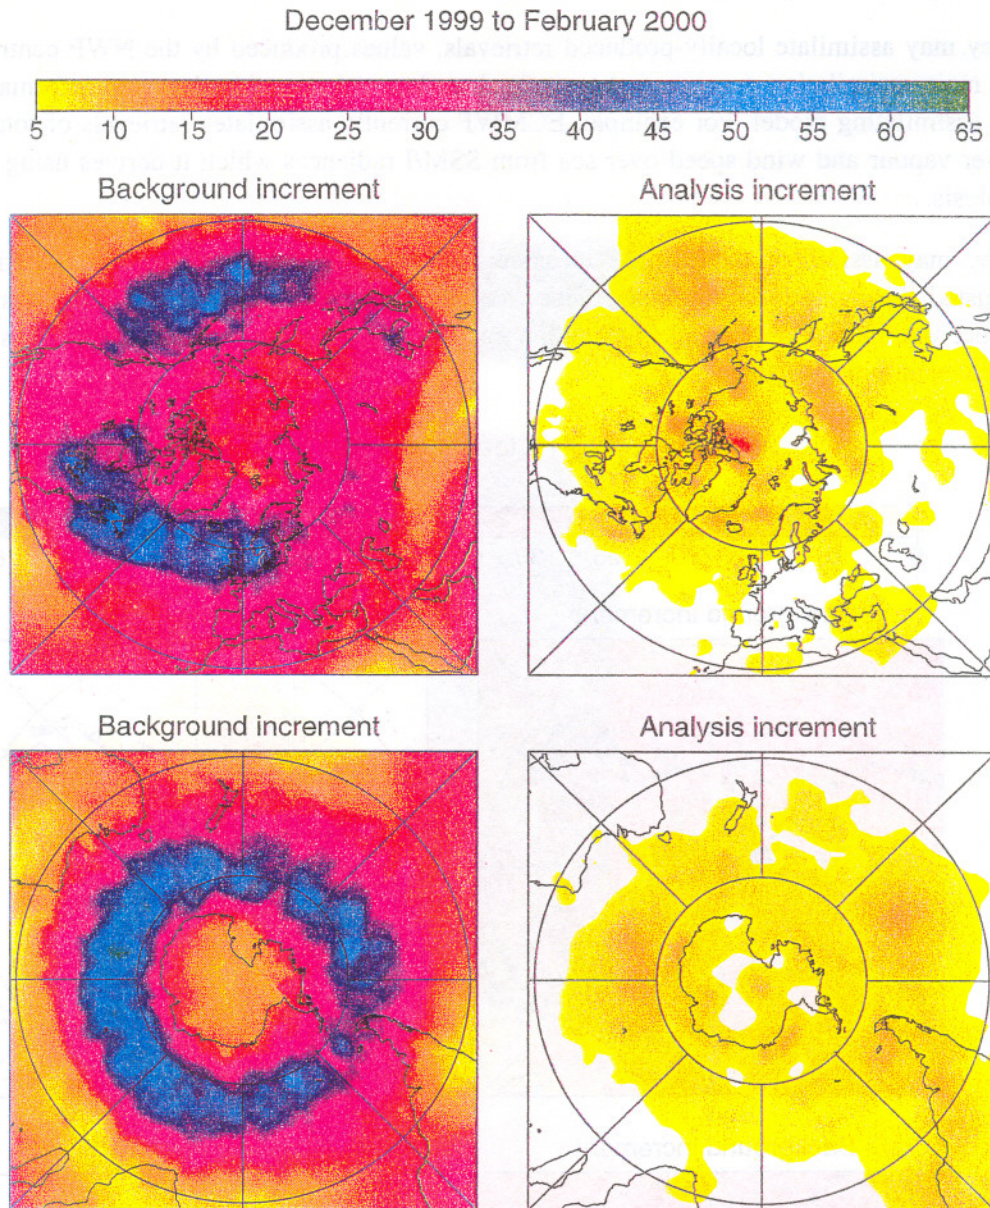 December 1999 to February 2000
5 10 15 20 25 30 35 40 45 50 55 60 65
Background increment Analysis increment
Background increment Analysis increment